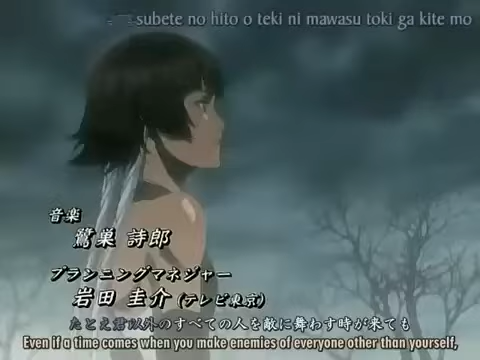 subete no hito o teki ni mawasu toki ga kite mo
音楽
鷺巣 詩郎
プランニングマネジャー
岩田 圭介 (テレビ東京)
たとえ君以外のすべての人を敵に舞わす時が来ても
Even if a time comes when you make enemies of everyone other than yourself,